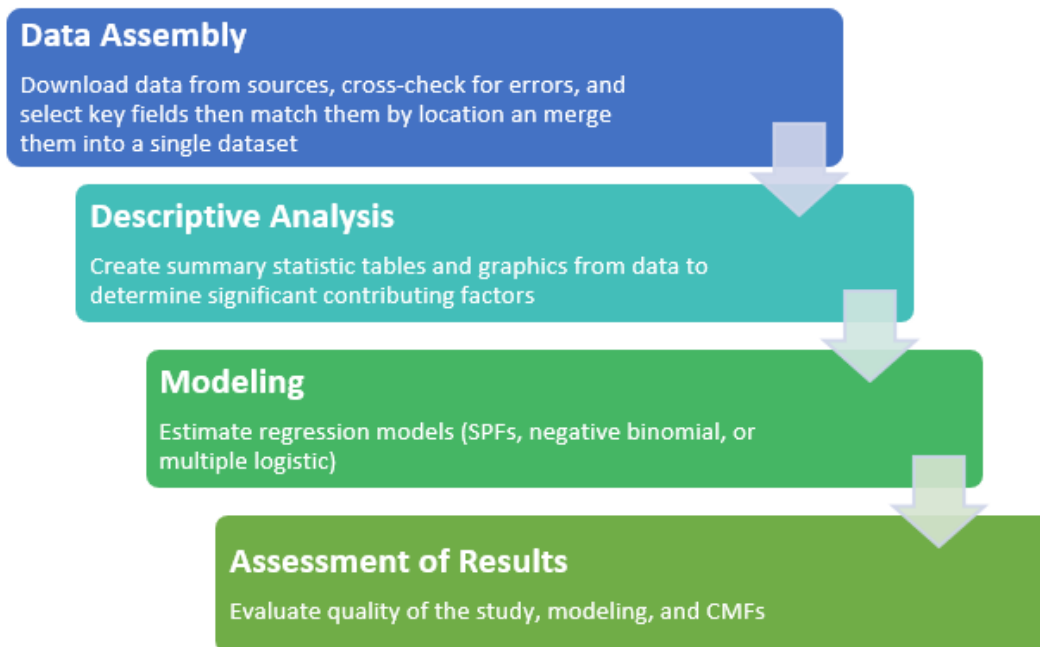 Data Assembly
Download data from sources, cross-check for errors, and
select key fields then match them by location an merge
them into a single dataset
Descriptive Analysis
Create summary statistic tables and graphics from data to
determine significant contributing factors
Modeling
Estimate regression models (SPFs, negative binomial, or
multiple logistic)
Assessment of Results
Evaluate quality of the study, modeling, and CMFs